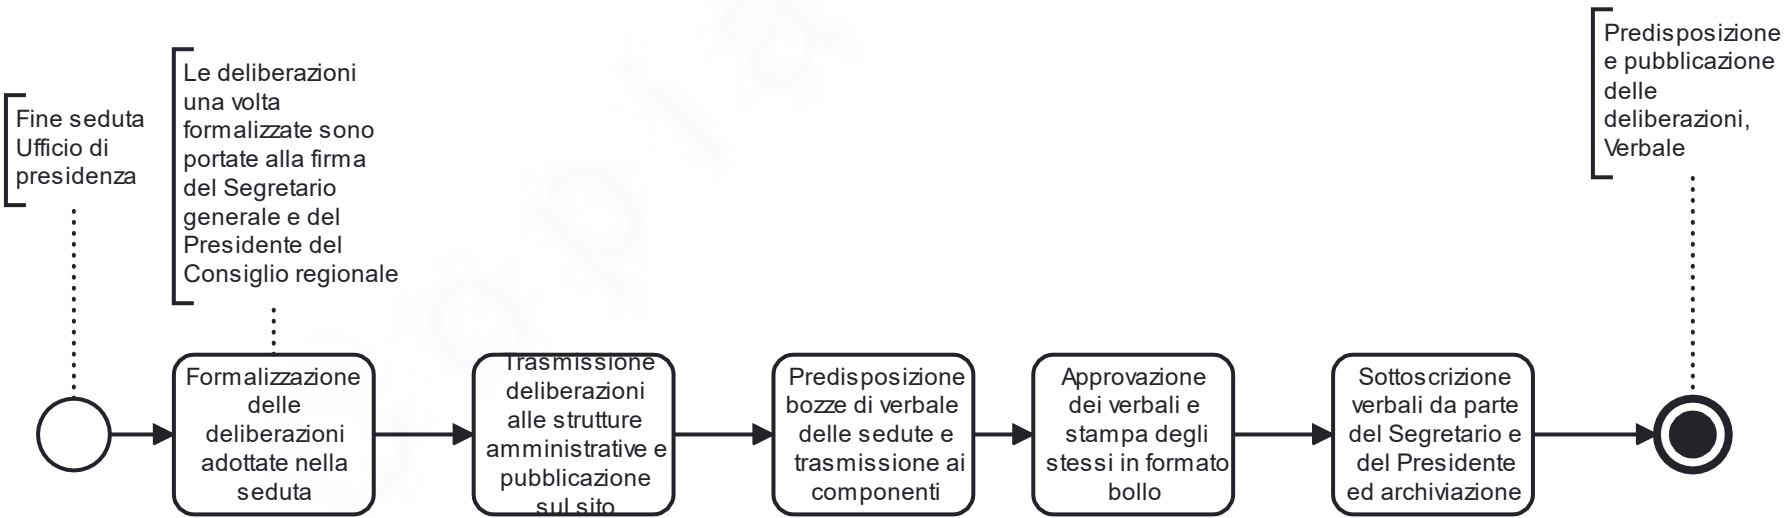 Fine seduta
Ufficio di
presidenza
Le deliberazioni
una volta
formalizzate sono
portate alla firma
del Segretario
generale e del
Presidente del
Consiglio regionale
Predisposizione
e pubblicazione
delle
deliberazioni,
Verbale
Formalizzazione
delle
deliberazioni
adottate nella
seduta
Trasmissione
deliberazioni
alle strutture
amministrative e
pubblicazione
sul sito
Predisposizione
bozze di verbale
delle sedute e
trasmissione ai
componenti
Approvazione
dei verbali e
stampa degli
stessi in formato
bollo
Sottoscrizione
verbali da parte
del Segretario e
del Presidente
ed archiviazione